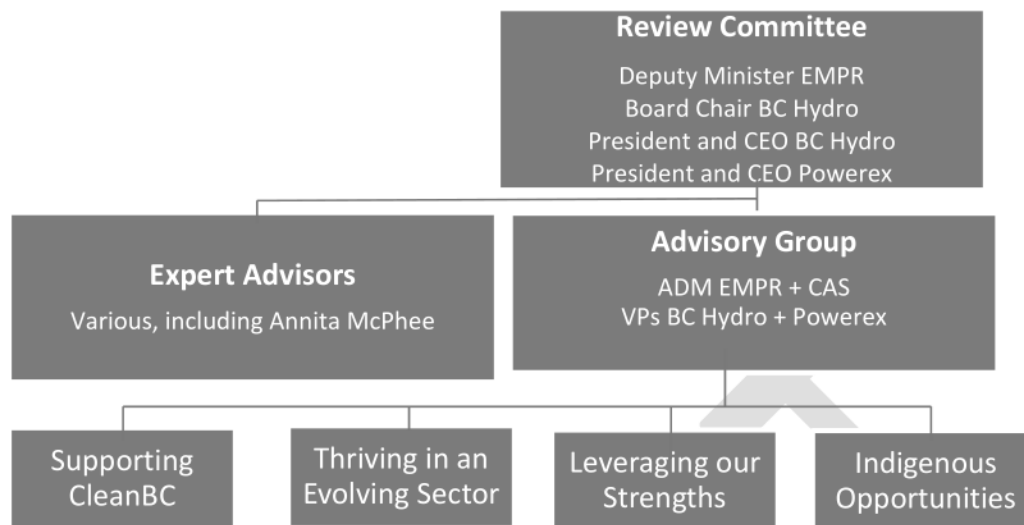 Review Committee
Deputy Minister EMPR
Board Chair BC Hydro
President and CEO BC Hydro
President and CEO Powerex
Expert Advisors
Various, including Annita McPhee
Advisory Group
ADM EMPR + CAS
VPs BC Hydro + Powerex
Supporting
CleanBC
Thriving in an
Evolving Sector
Leveraging our
Strengths
Indigenous
Opportunities